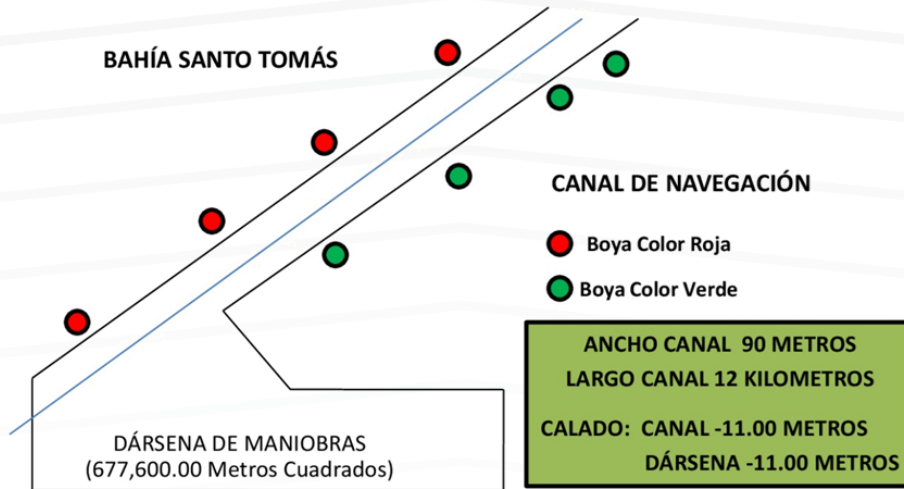 BAHÍA SANTO TOMÁS
CANAL DE NAVEGACIÓN
Boya Color Roja
Boya Color Verde
ANCHO CANAL 90 METROS
LARGO CANAL 12 KILOMETROS
CALADO: CANAL -11.00 METROS
DÁRSENA -11.00 METROS
DÁRSENA DE MANIOBRAS
(677,600.00 Metros Cuadrados)